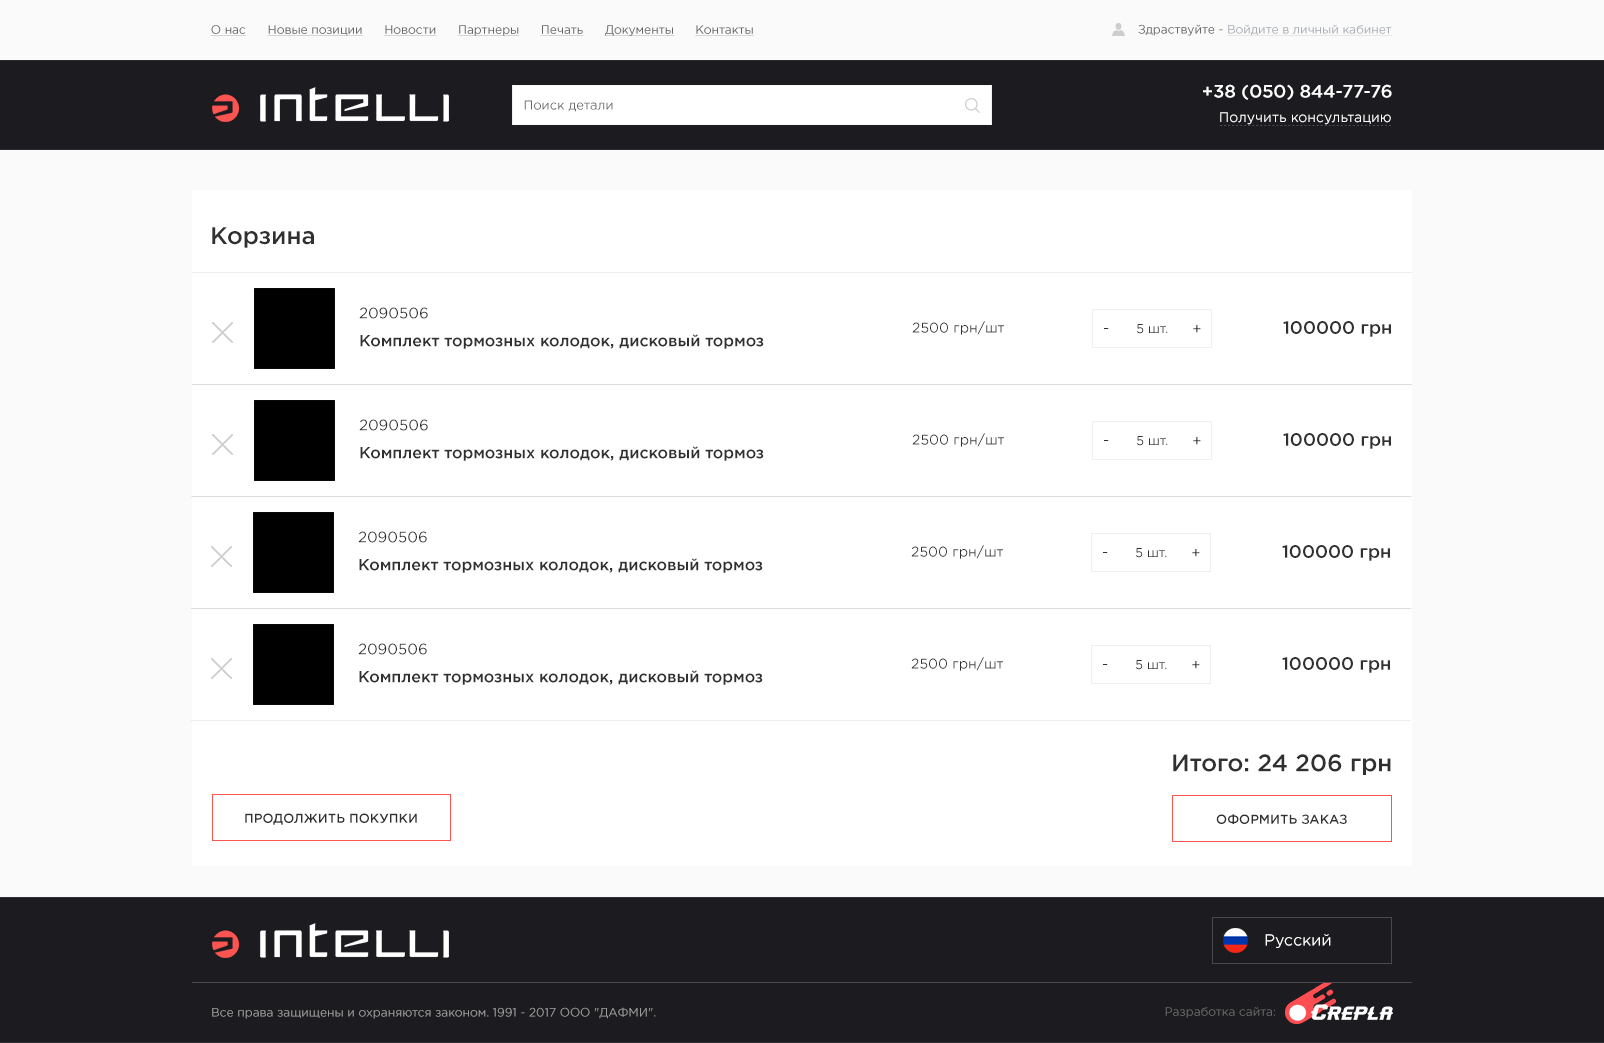 О нас Новые позиции Новости Партнеры Печать Документы Контакты Здраствуйте - Войдите в личный кабинет
INTELLI Поиск детали +38 (050) 844-77-76
Получить консультацию
Корзина
2090506
Комплект тормозных колодок, дисковый тормоз 2500 грн/шт - 5 шт. + 100000 грн
2090506
Комплект тормозных колодок, дисковый тормоз 2500 грн/шт - 5 шт. + 100000 грн
2090506
Комплект тормозных колодок, дисковый тормоз 2500 грн/шт - 5 шт. + 100000 грн
2090506
Комплект тормозных колодок, дисковый тормоз 2500 грн/шт - 5 шт. + 100000 грн
Итого: 24 206 грн
ПРОДОЛЖИТЬ ПОКУПКИ ОФОРМИТЬ ЗАКАЗ
INTELLI Русский
Все права защищены и охраняются законом. 1991 - 2017 ООО "ДАФМИ". Разработка сайта: CREPLA